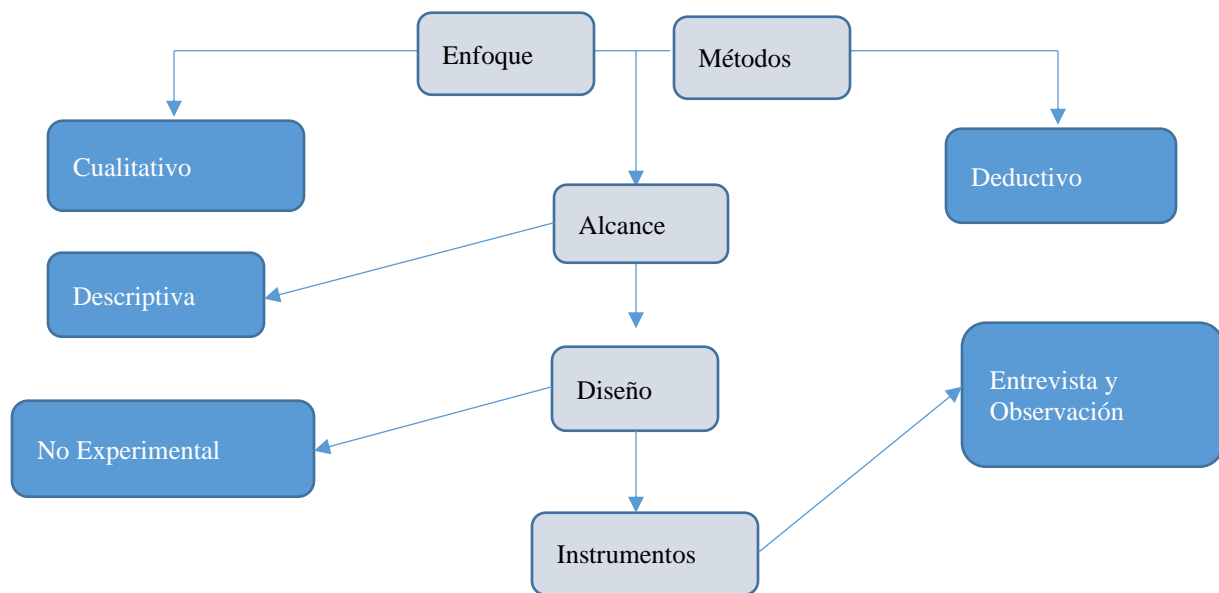 Enfoque
Métodos
Cualitativo
Deductivo
Alcance
Descriptiva
Diseño
Entrevista y
Observación
No Experimental
Instrumentos